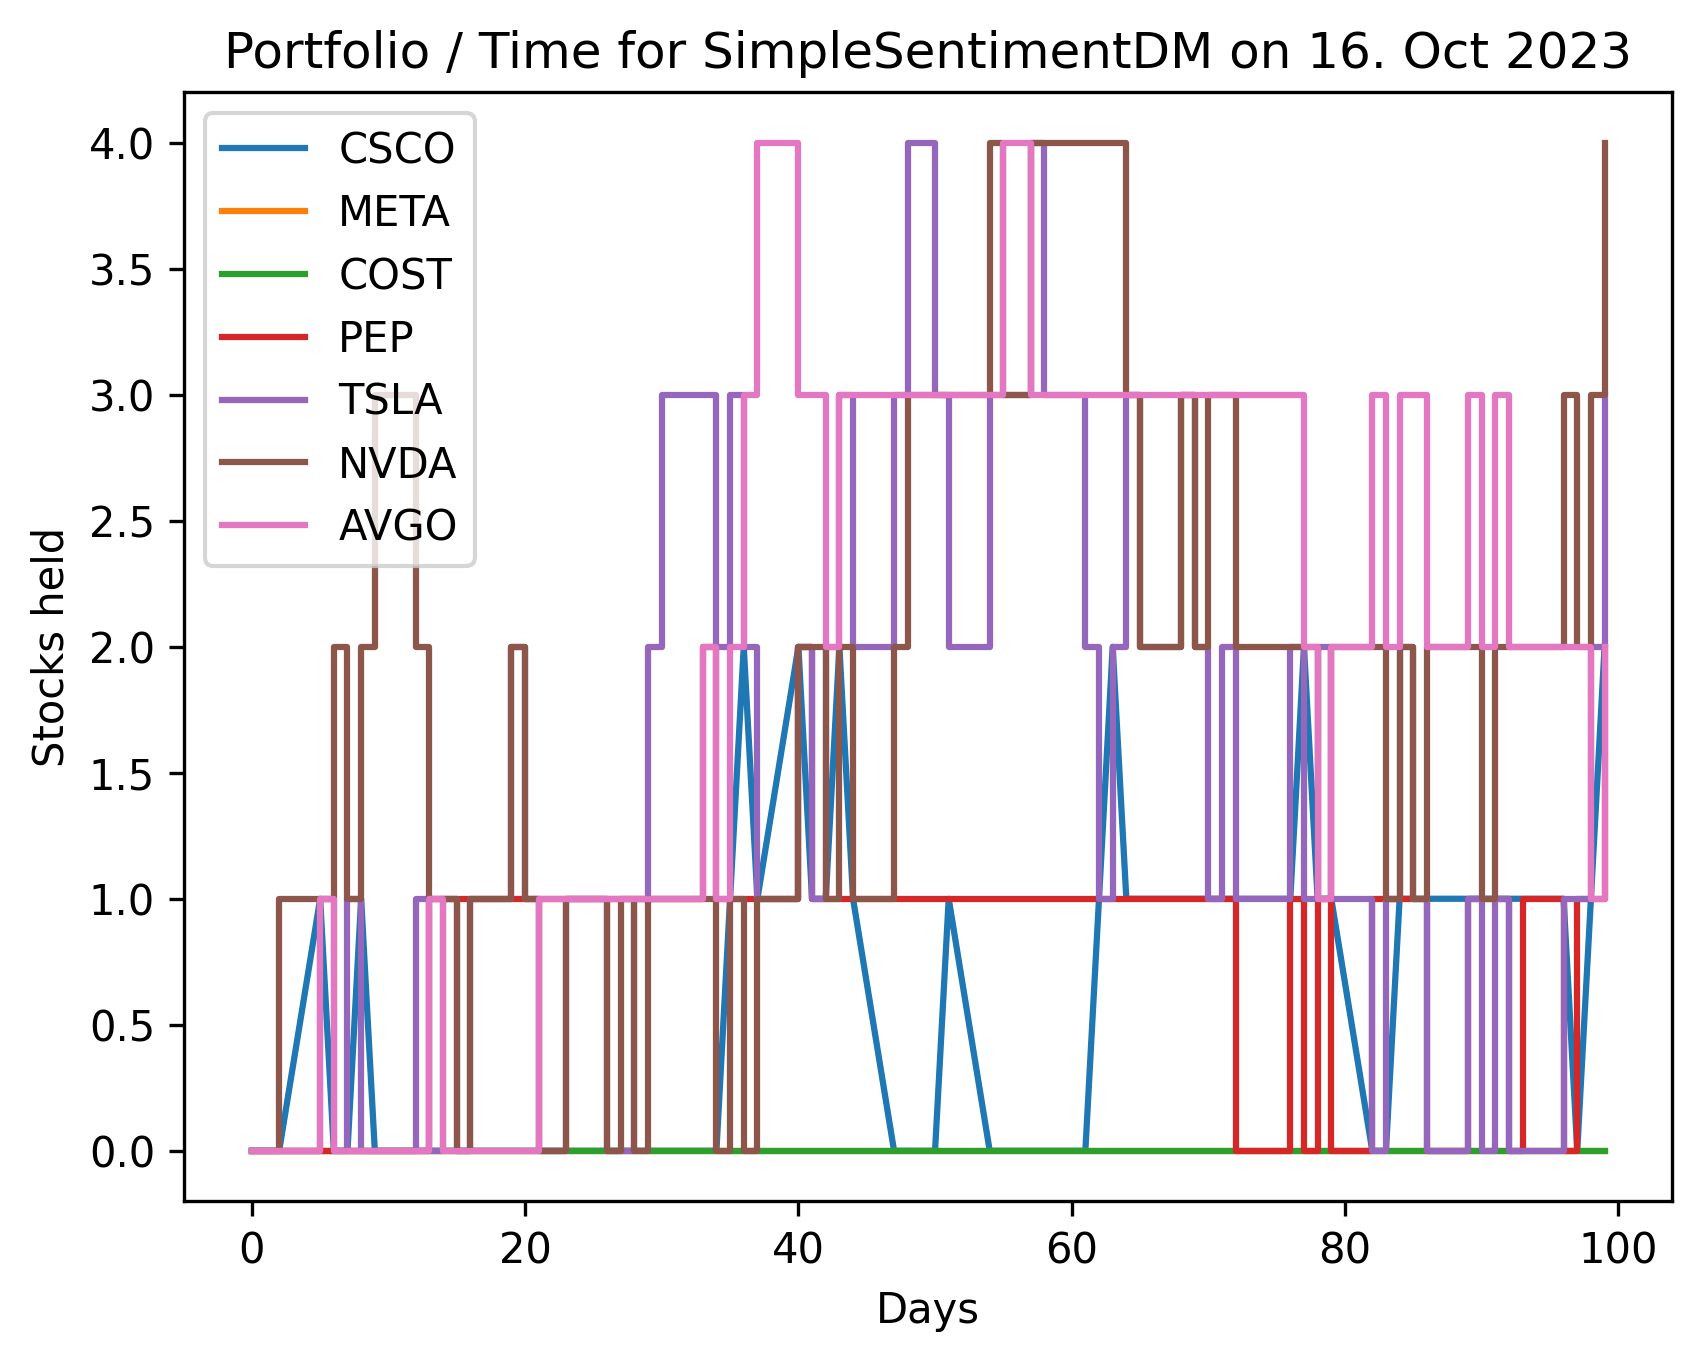 Portfolio / Time for SimpleSentimentDM on 16. Oct 2023
CSCO
META
COST
PEP
TSLA
NVDA
AVGO
4.0
3.5
3.0
2.5
2.0
1.5
1.0
0.5
0.0
Stocks held
0 20 40 60 80 100
Days